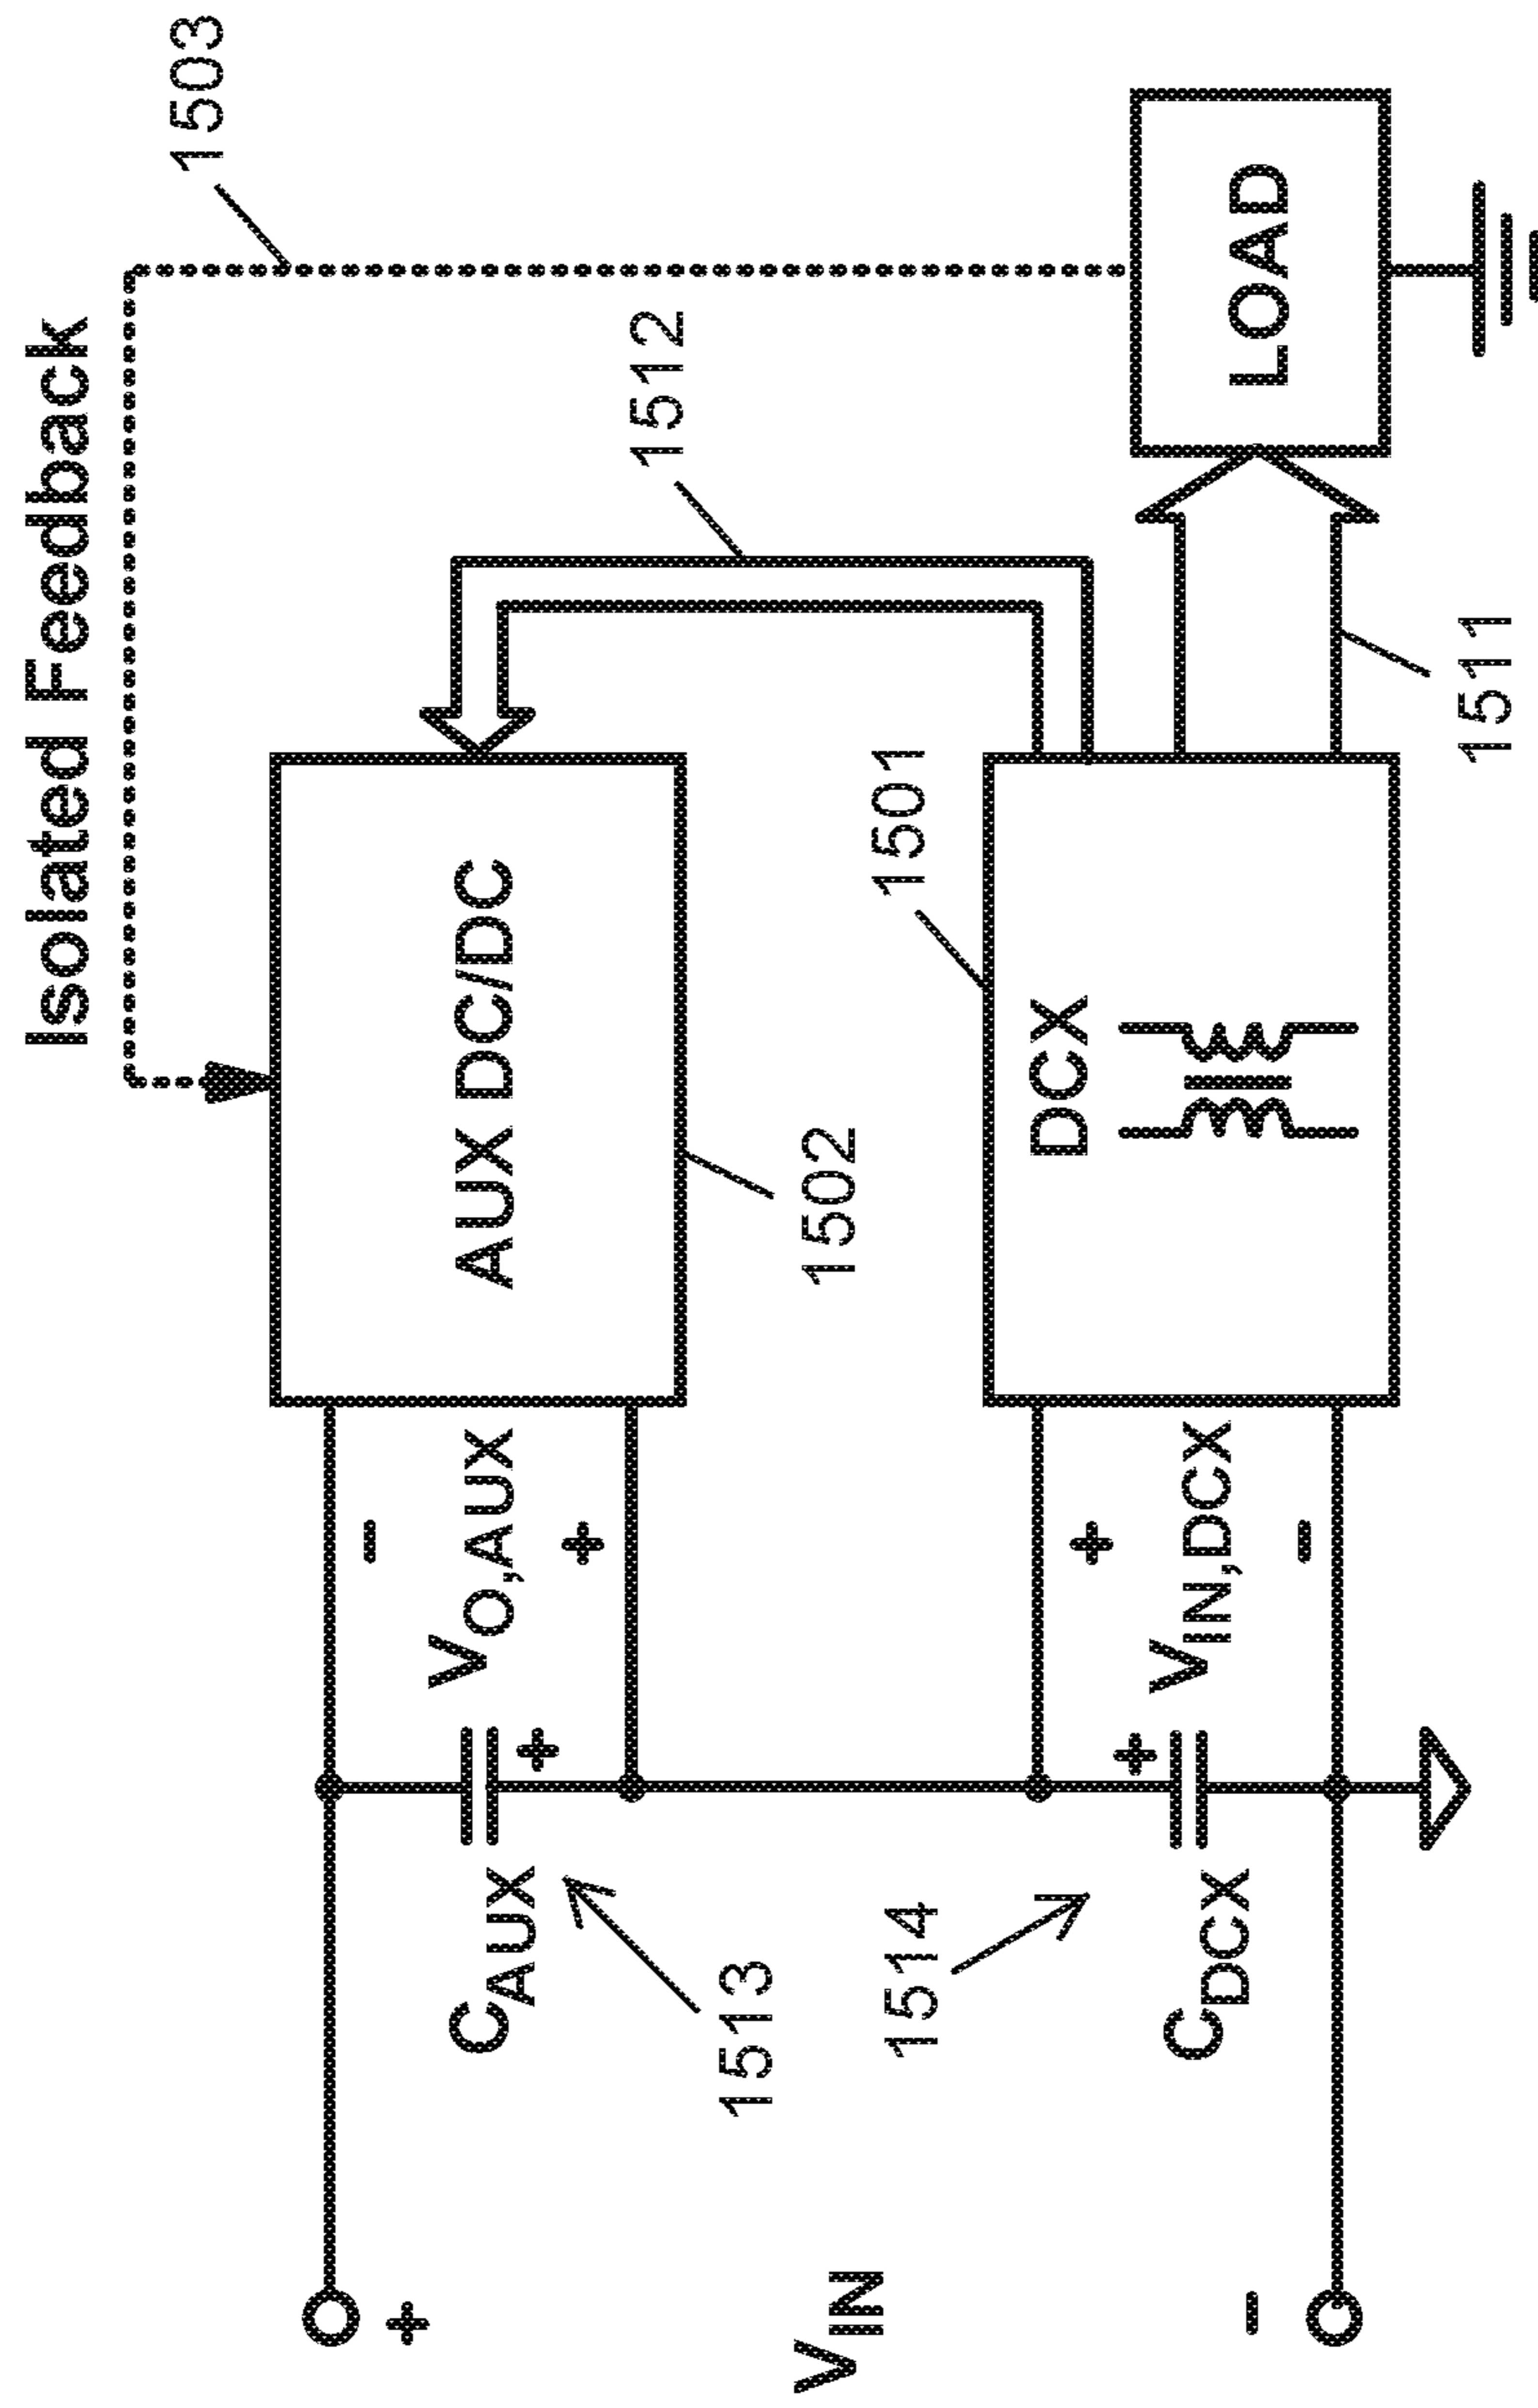 Isolated Feedback
1503
AUX DC/DC
1512
1502
1501
DCX
LOAD
1511
- V_O,AUX +
+ V_IN,DCX -
C_AUX +
1513
1514
+
C_DCX
+ V_IN -